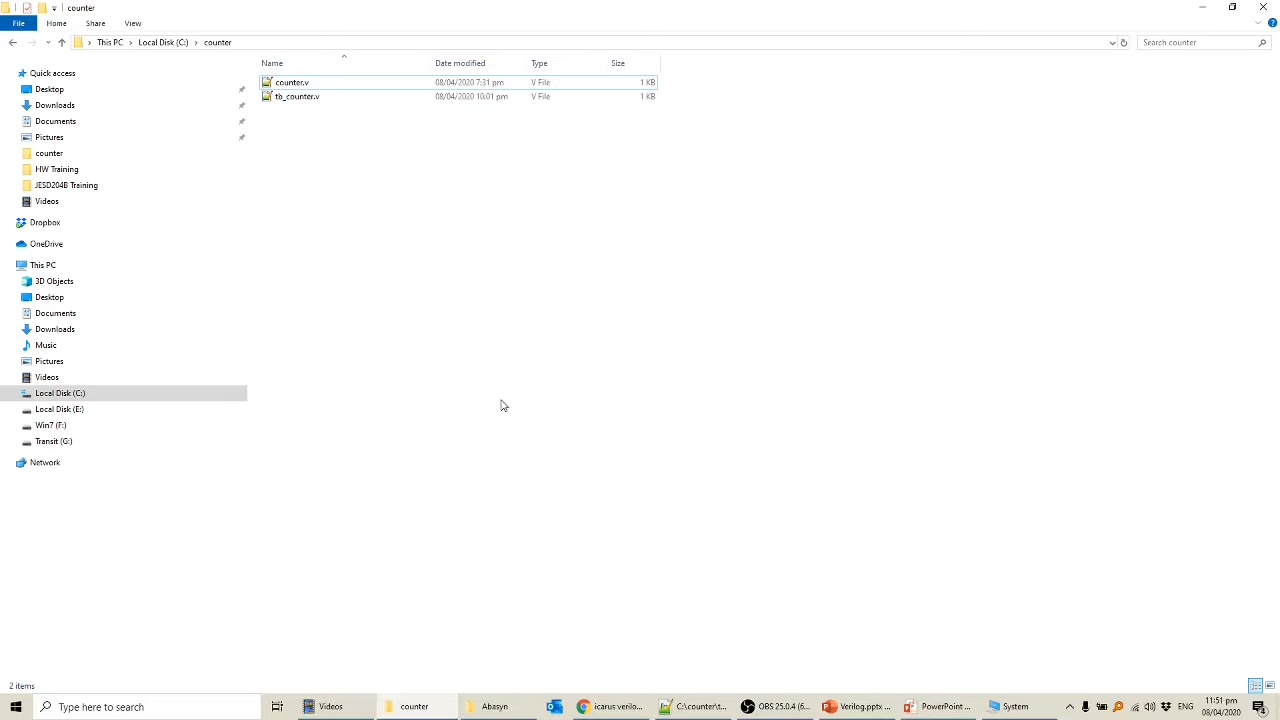 counter
File Home Share View
This PC Local Disk (C:) counter
Search counter
Name Date modified Type Size
counter.v 08/04/2020 7:31 pm V File 1 KB
tb_counter.v 08/04/2020 10:01 pm V File 1 KB
Quick access
Desktop
Downloads
Documents
Pictures
counter
HW Training
JESD204B Training
Videos
Dropbox
OneDrive
This PC
3D Objects
Desktop
Documents
Downloads
Music
Pictures
Videos
Local Disk (C:)
Local Disk (E:)
Win7 (F:)
Transit (G:)
Network
2 items
Type here to search
Videos
counter
Abasyn
icarus verilo...
C:\counter\t...
OBS 25.0.4 (6...
Verilog.pptx ...
PowerPoint ...
System
ENG
11:51 pm
08/04/2020